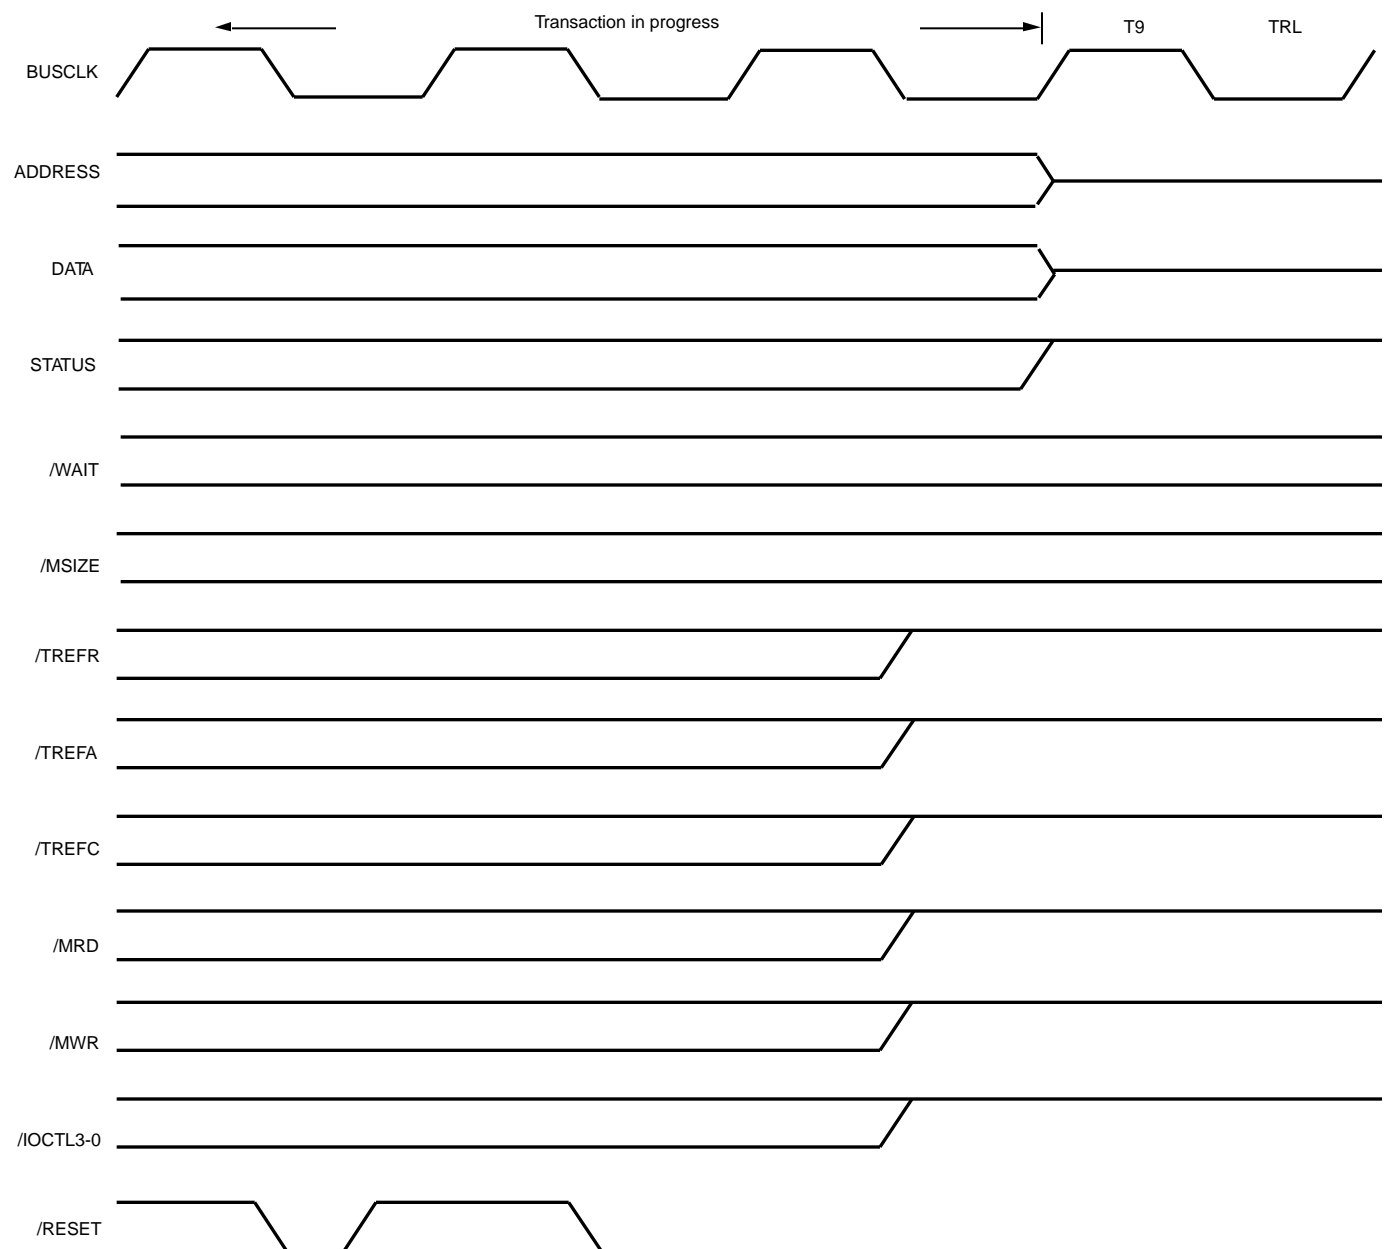 Transaction in progress
T9
TRL
BUSCLK
ADDRESS
DATA
STATUS
/WAIT
/MSIZE
/TREFR
/TREFA
/TREFC
/MRD
/MWR
/IOCTL3-0
/RESET